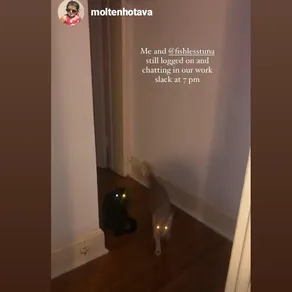 moltenhotava
Me and @fishlesstuna
still logged on and
chatting in our work
slack at 7 pm